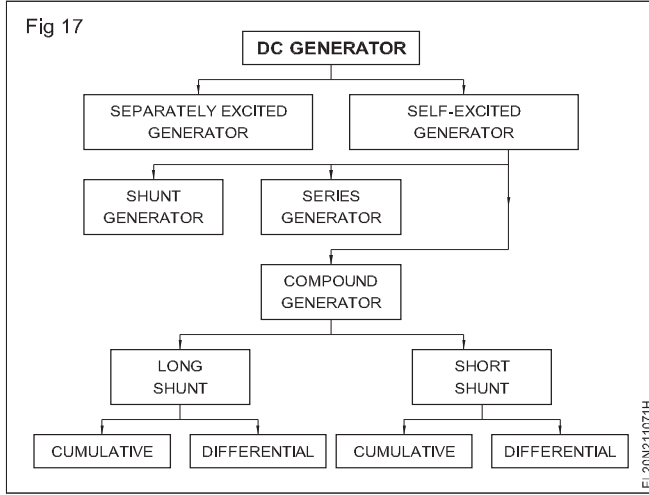 Fig 17
DC GENERATOR
SEPARATELY EXCITED
GENERATOR
SELF-EXCITED
GENERATOR
SHUNT
GENERATOR
SERIES
GENERATOR
COMPOUND
GENERATOR
LONG
SHUNT
SHORT
SHUNT
CUMULATIVE
DIFFERENTIAL
CUMULATIVE
DIFFERENTIAL
EL20N211071H